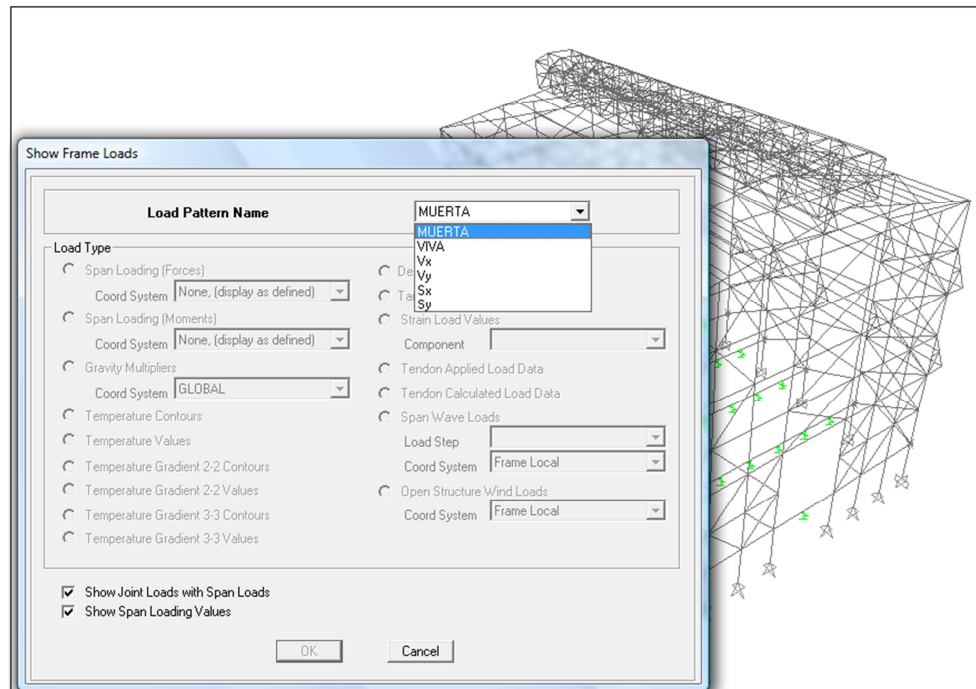 Show Frame Loads
Load Pattern Name
MUERTA
MUERTA
VIVA
Vx
Vy
Sx
Sy
Load Type
Span Loading (Forces)
Coord System
None, (display as defined)
Span Loading (Moments)
Coord System
None, (display as defined)
Gravity Multipliers
Coord System
GLOBAL
Temperature Contours
Temperature Values
Temperature Gradient 2-2 Contours
Temperature Gradient 2-2 Values
Temperature Gradient 3-3 Contours
Temperature Gradient 3-3 Values
Strain Load Values
Component
Tendon Applied Load Data
Tendon Calculated Load Data
Span Wave Loads
Load Step
Coord System
Frame Local
Open Structure Wind Loads
Coord System
Frame Local
Show Joint Loads with Span Loads
Show Span Loading Values
OK
Cancel